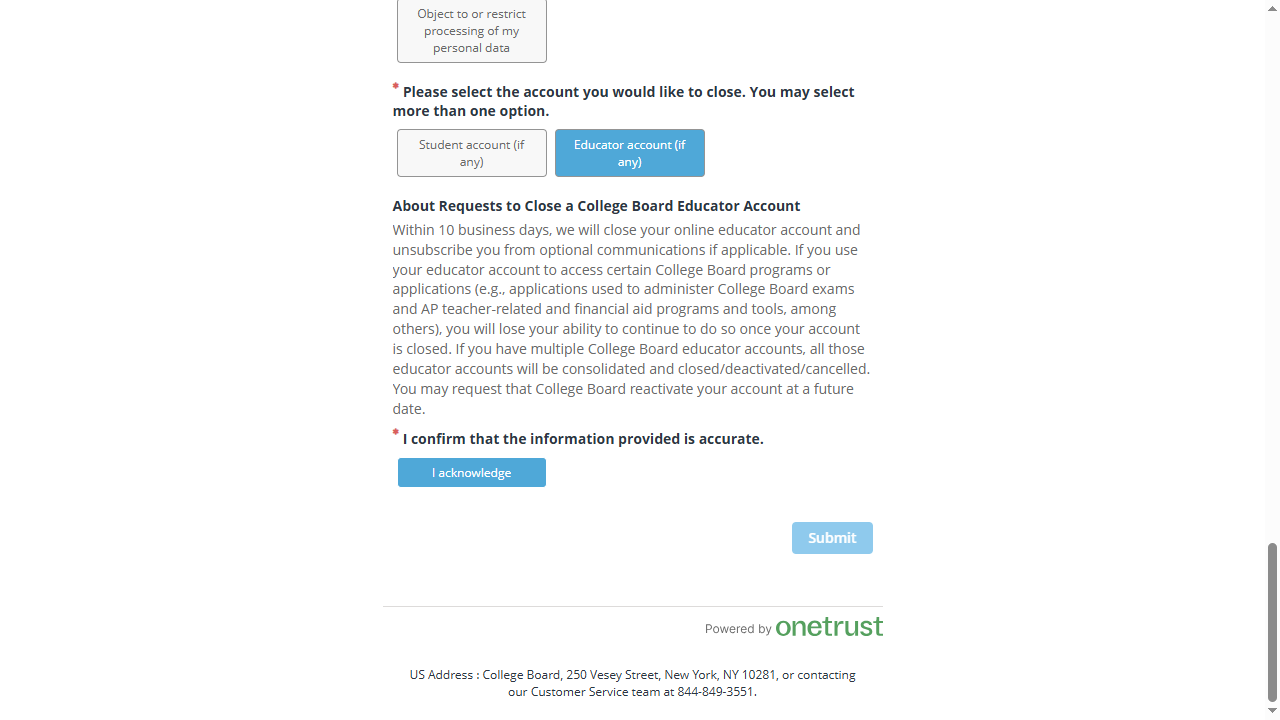 Object to or restrict
processing of my
personal data
* Please select the account you would like to close. You may select
more than one option.
Student account (if
any)
Educator account (if
any)
About Requests to Close a College Board Educator Account
Within 10 business days, we will close your online educator account and
unsubscribe you from optional communications if applicable. If you use
your educator account to access certain College Board programs or
applications (e.g., applications used to administer College Board exams
and AP teacher-related and financial aid programs and tools, among
others), you will lose your ability to continue to do so once your account
is closed. If you have multiple College Board educator accounts, all those
educator accounts will be consolidated and closed/deactivated/cancelled.
You may request that College Board reactivate your account at a future
date.
* I confirm that the information provided is accurate.
I acknowledge
Submit
Powered by onetrust
US Address : College Board, 250 Vesey Street, New York, NY 10281, or contacting
our Customer Service team at 844-849-3551.